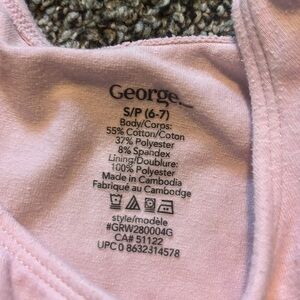 George.
S/P (6-7)
Body/Corps:
55% Cotton/Coton
37% Polyester
8% Spandex
Lining/Doublure:
100% Polyester
Made in Cambodia
Fabriqué au Cambodge
style/modèle
#GRW280004G
CA# 51122
UPC 0 8632314578